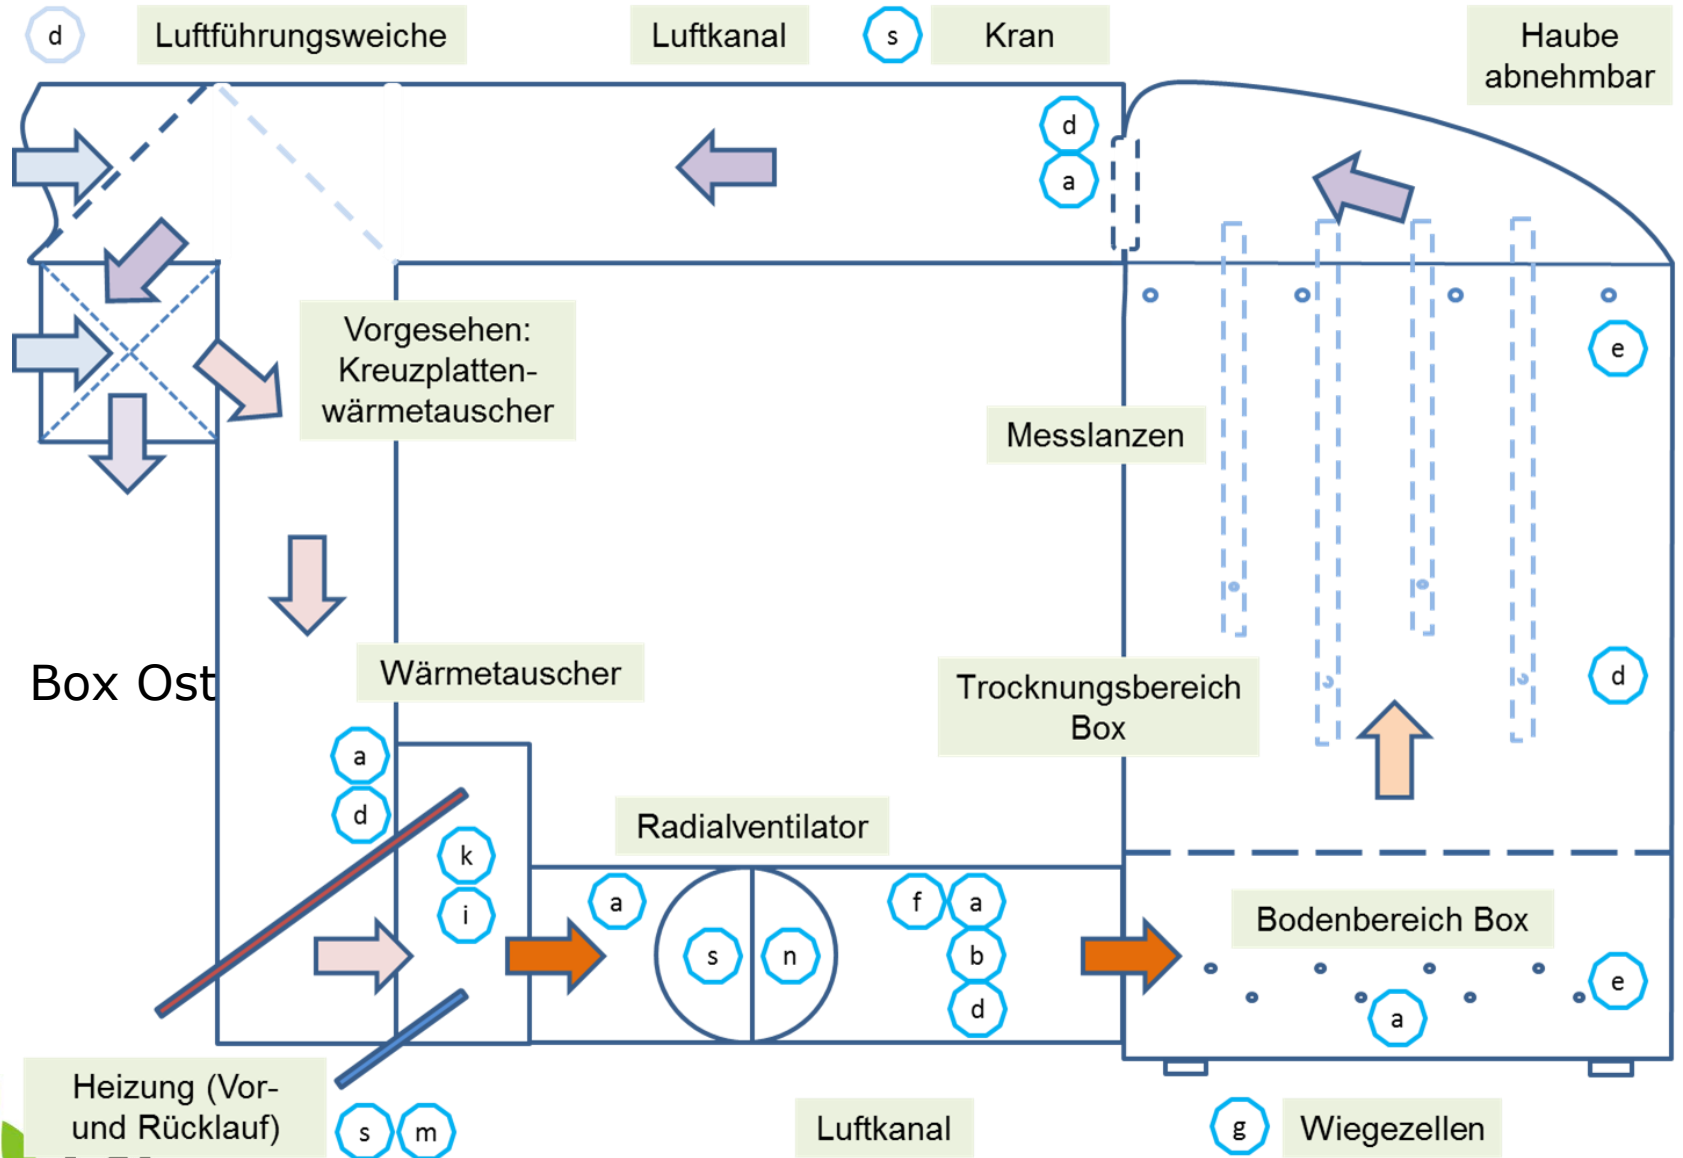 d
Luftführungsweiche
Luftkanal
s
Kran
Haube
abnehmbar
d
a
Vorgesehen:
Kreuzplatten-
wärmetauscher
e
Messlanzen
Box Ost
Wärmetauscher
Trocknungsbereich
Box
d
a
d
k
i
Radialventilator
a
s
n
f
a
b
d
Bodenbereich Box
e
a
Heizung (Vor-
und Rücklauf)
s
m
Luftkanal
g
Wiegezellen